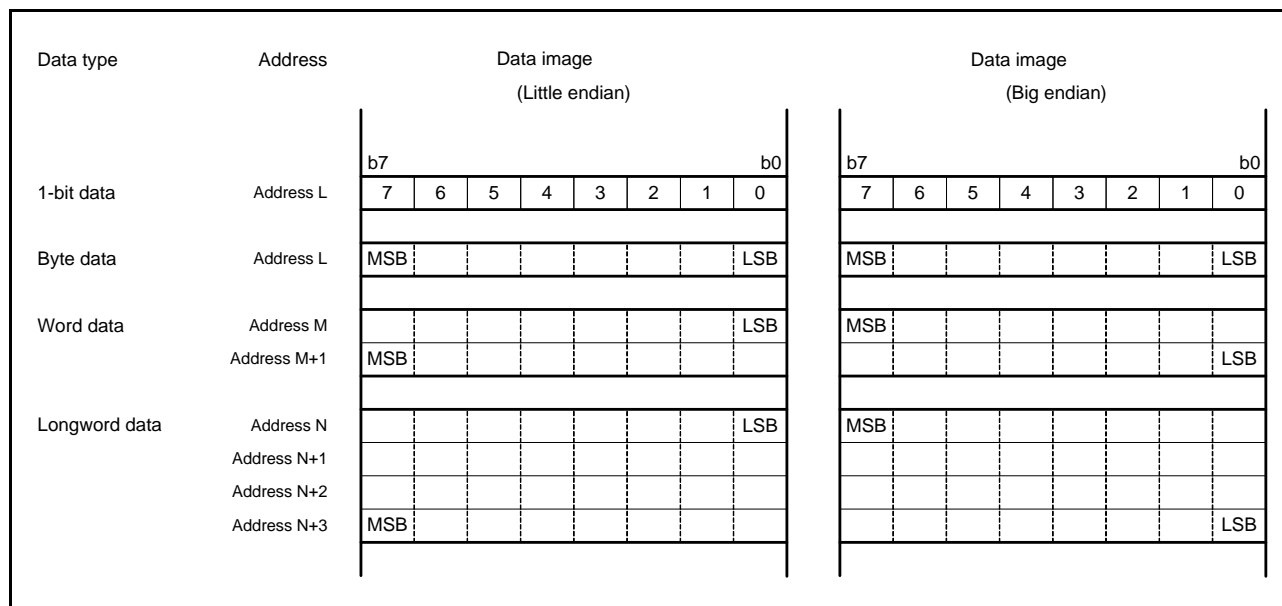 Data type Address Data image Data image
(Little endian) (Big endian)
b7 b0 b7 b0
1-bit data Address L 7 6 5 4 3 2 1 0 7 6 5 4 3 2 1 0
Byte data Address L MSB LSB MSB LSB
Word data Address M LSB MSB
Address M+1 MSB LSB
Longword data Address N LSB MSB
Address N+1
Address N+2
Address N+3 MSB LSB